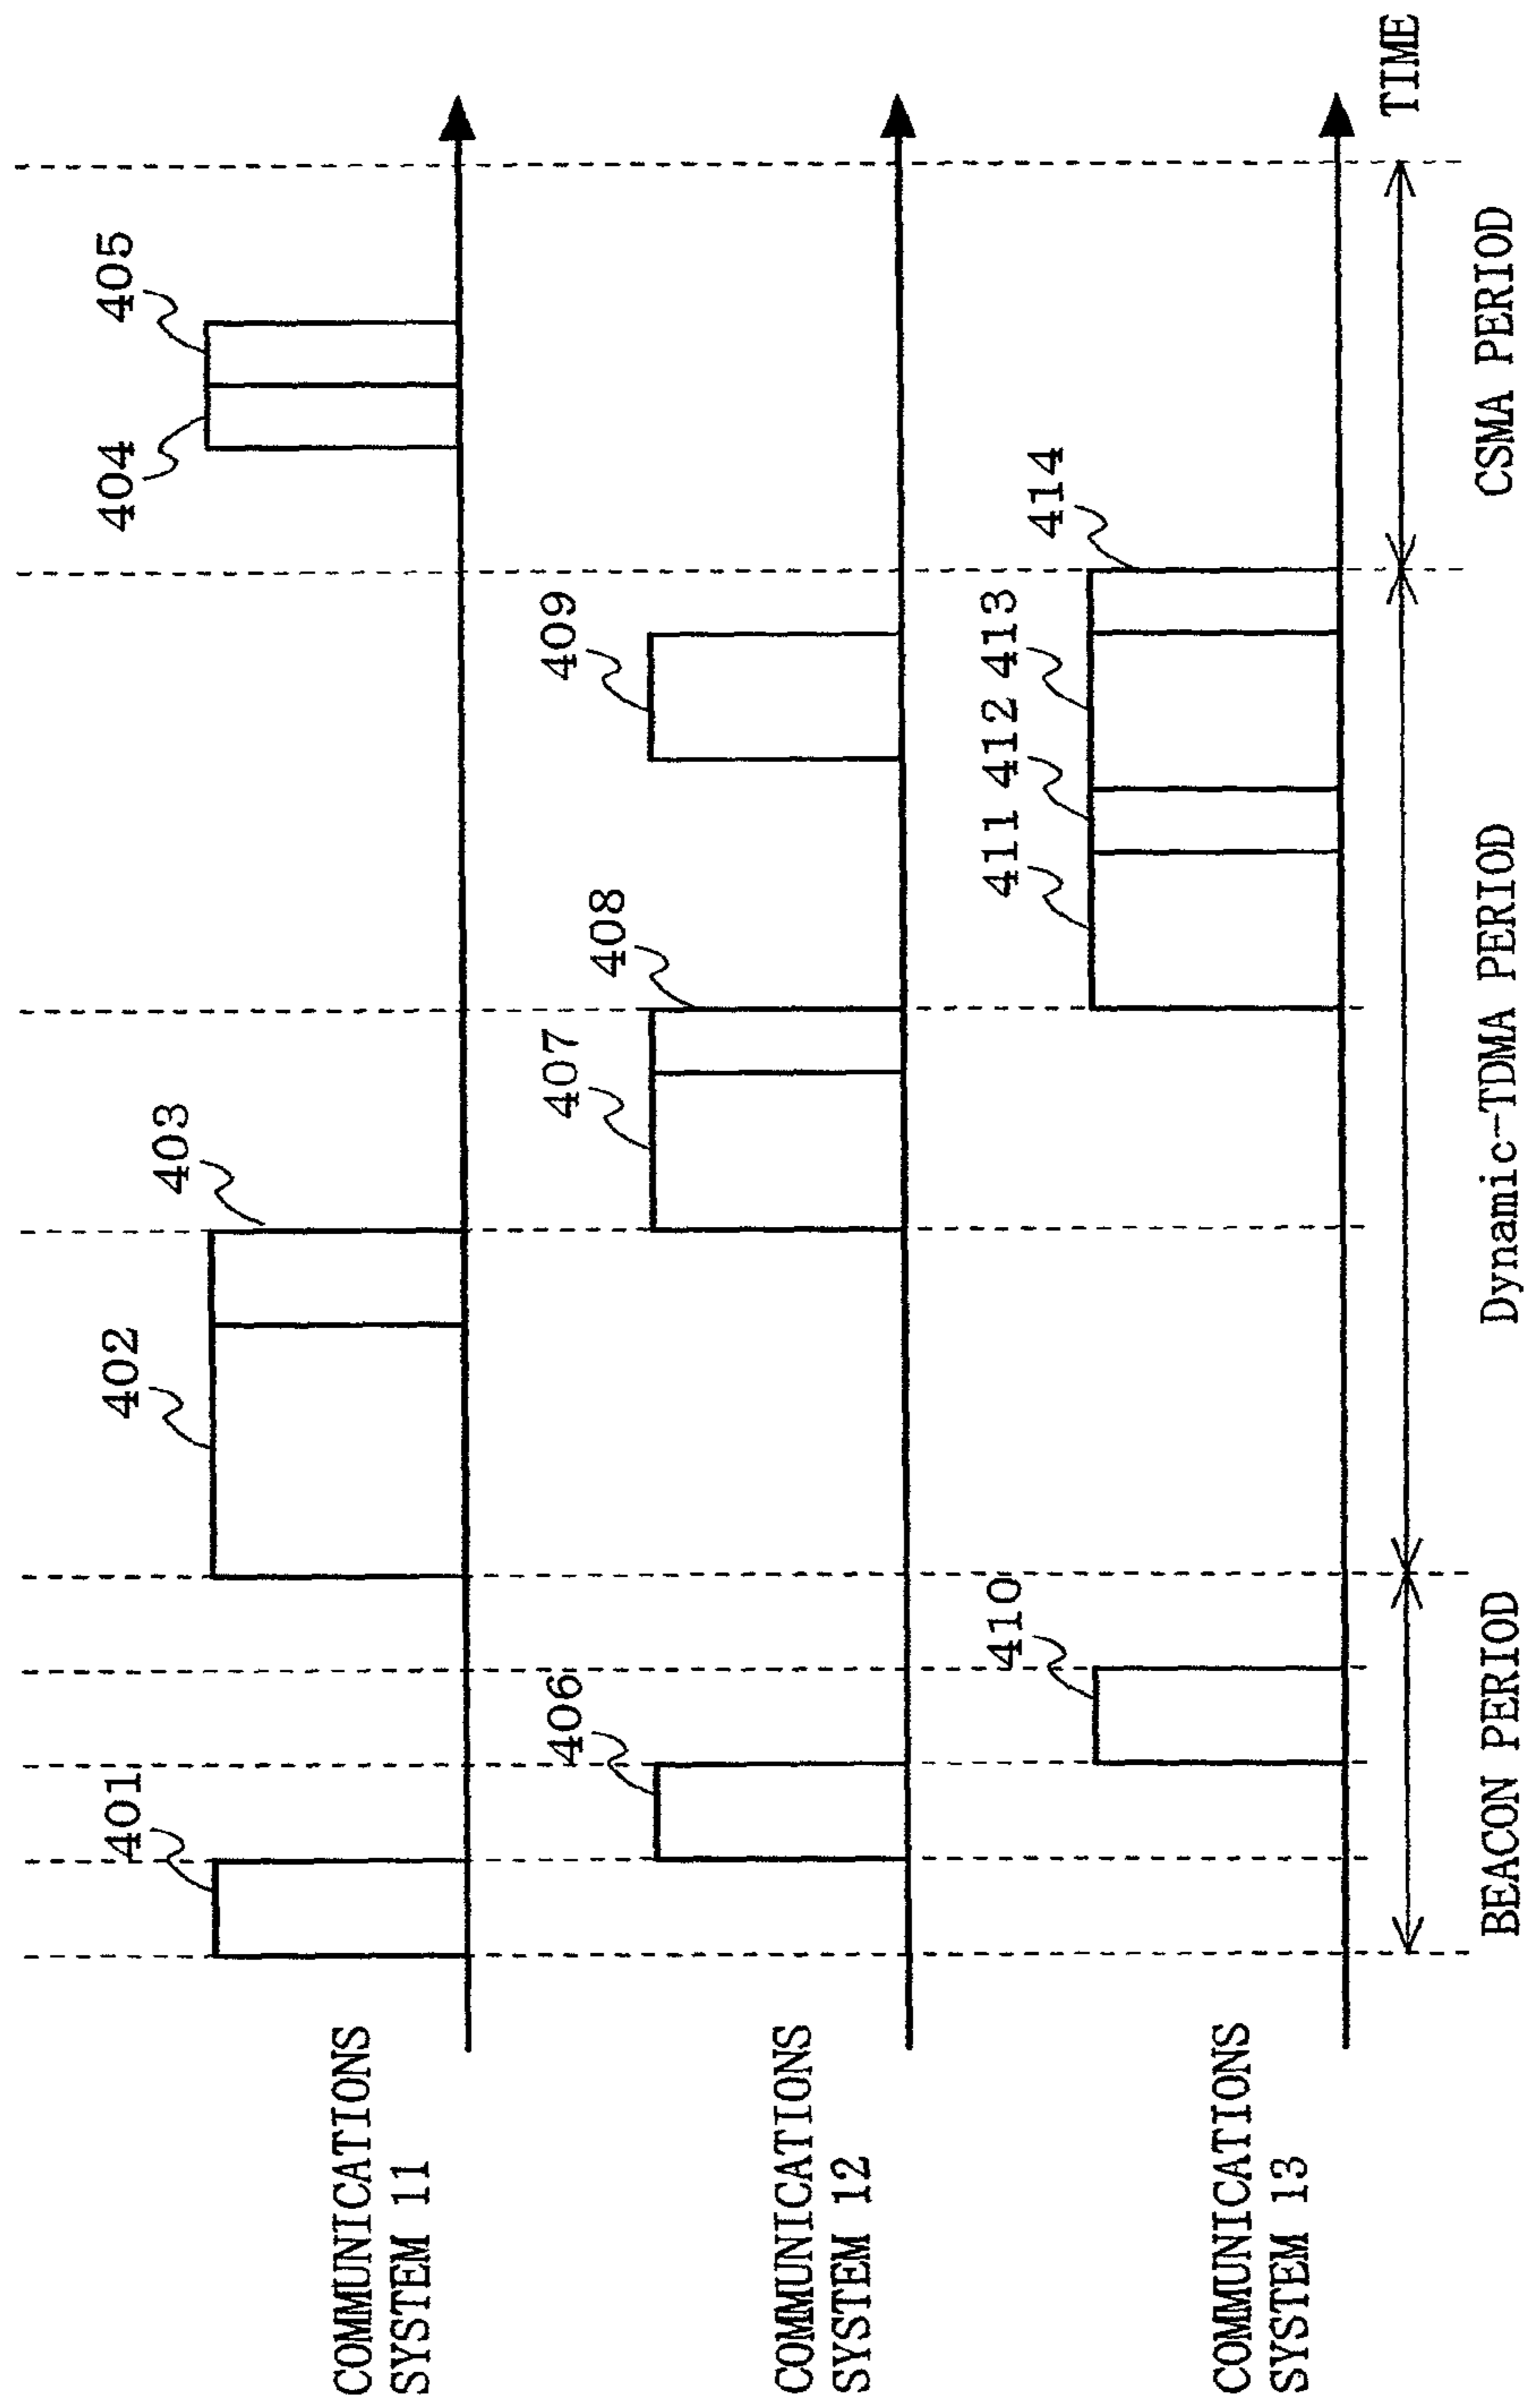 COMMUNICATIONS
SYSTEM 11
401
402
403
404
405
COMMUNICATIONS
SYSTEM 12
406
407
408
409
COMMUNICATIONS
SYSTEM 13
410
411
412
413
414
TIME
BEACON PERIOD
Dynamic-TDMA PERIOD
CSMA PERIOD